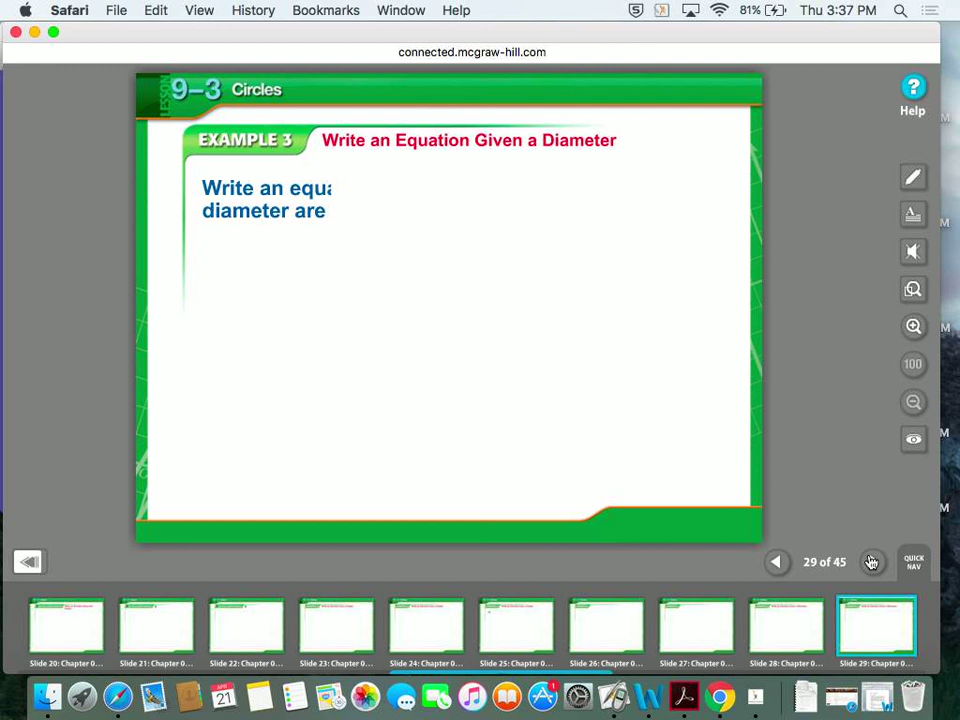 Safari File Edit View History Bookmarks Window Help 81% Thu 3:37 PM
connected.mcgraw-hill.com
LESSON 9–3 Circles
Help
EXAMPLE 3 Write an Equation Given a Diameter
Write an equa
diameter are
100
29 of 45
QUICK
NAV
Slide 20: Chapter 0... Slide 21: Chapter 0... Slide 22: Chapter 0... Slide 23: Chapter 0... Slide 24: Chapter 0... Slide 25: Chapter 0... Slide 26: Chapter 0... Slide 27: Chapter 0... Slide 28: Chapter 0... Slide 29: Chapter 0...
APR
21